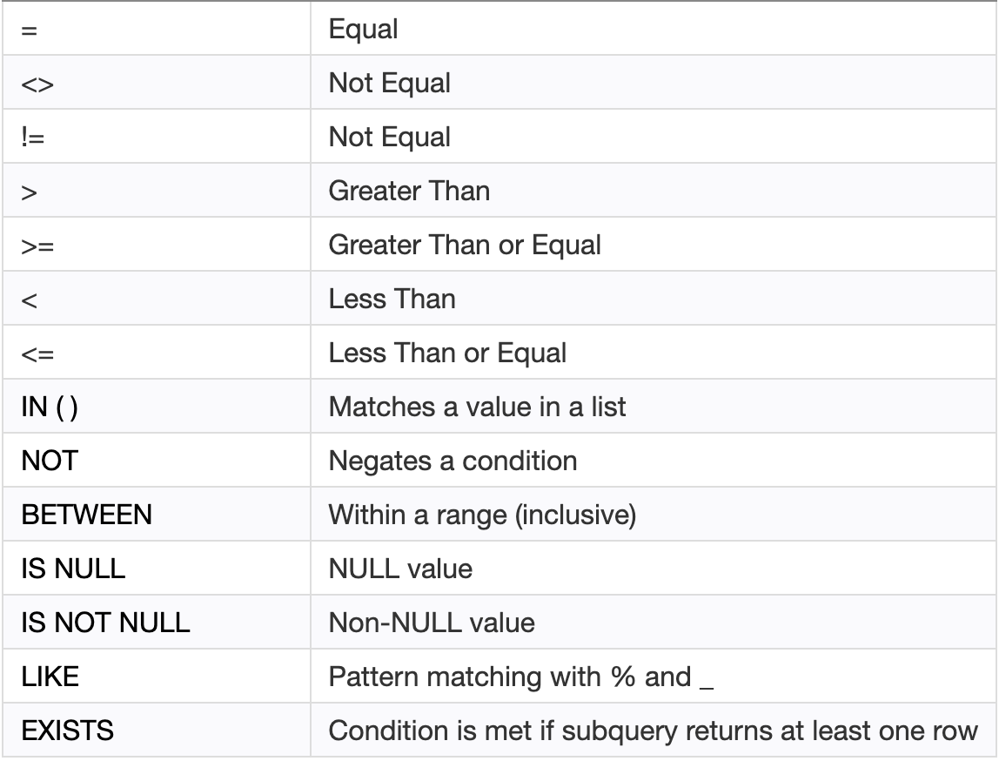 = Equal
<> Not Equal
!= Not Equal
> Greater Than
>= Greater Than or Equal
< Less Than
<= Less Than or Equal
IN ( ) Matches a value in a list
NOT Negates a condition
BETWEEN Within a range (inclusive)
IS NULL NULL value
IS NOT NULL Non-NULL value
LIKE Pattern matching with % and _
EXISTS Condition is met if subquery returns at least one row